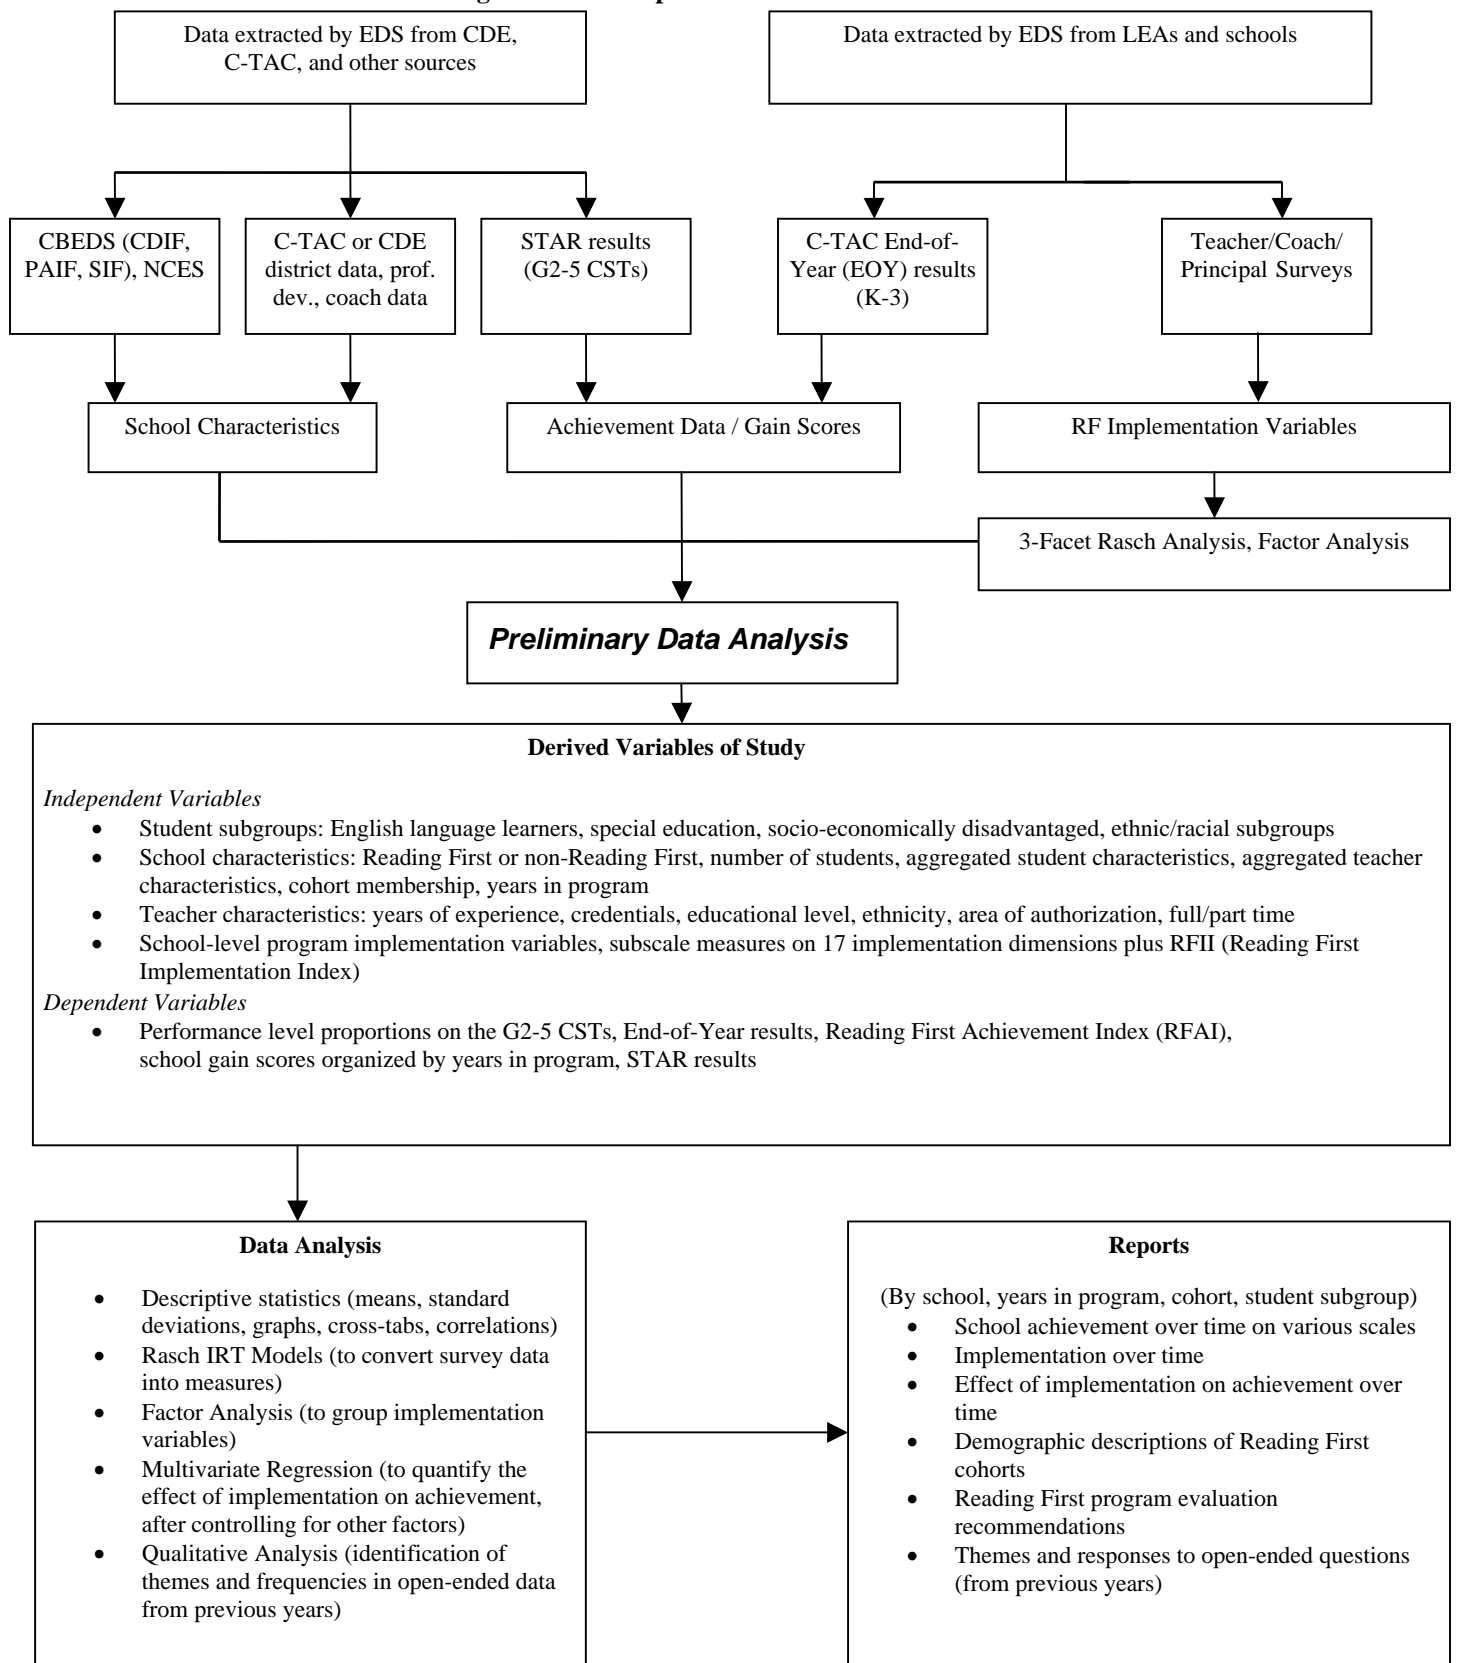 Data extracted by EDS from CDE,
C-TAC, and other sources
Data extracted by EDS from LEAs and schools
CBEDS (CDIF,
PAIF, SIF), NCES
C-TAC or CDE
district data, prof.
dev., coach data
STAR results
(G2-5 CSTs)
C-TAC End-of-
Year (EOY) results
(K-3)
Teacher/Coach/
Principal Surveys
School Characteristics
Achievement Data / Gain Scores
RF Implementation Variables
3-Facet Rasch Analysis, Factor Analysis
Preliminary Data Analysis
Derived Variables of Study
Independent Variables
• Student subgroups: English language learners, special education, socio-economically disadvantaged, ethnic/racial subgroups
• School characteristics: Reading First or non-Reading First, number of students, aggregated student characteristics, aggregated teacher
characteristics, cohort membership, years in program
• Teacher characteristics: years of experience, credentials, educational level, ethnicity, area of authorization, full/part time
• School-level program implementation variables, subscale measures on 17 implementation dimensions plus RFII (Reading First
Implementation Index)
Dependent Variables
• Performance level proportions on the G2-5 CSTs, End-of-Year results, Reading First Achievement Index (RFAI),
school gain scores organized by years in program, STAR results
Data Analysis
• Descriptive statistics (means, standard
deviations, graphs, cross-tabs, correlations)
• Rasch IRT Models (to convert survey data
into measures)
• Factor Analysis (to group implementation
variables)
• Multivariate Regression (to quantify the
effect of implementation on achievement,
after controlling for other factors)
• Qualitative Analysis (identification of
themes and frequencies in open-ended data
from previous years)
Reports
(By school, years in program, cohort, student subgroup)
• School achievement over time on various scales
• Implementation over time
• Effect of implementation on achievement over
time
• Demographic descriptions of Reading First
cohorts
• Reading First program evaluation
recommendations
• Themes and responses to open-ended questions
(from previous years)